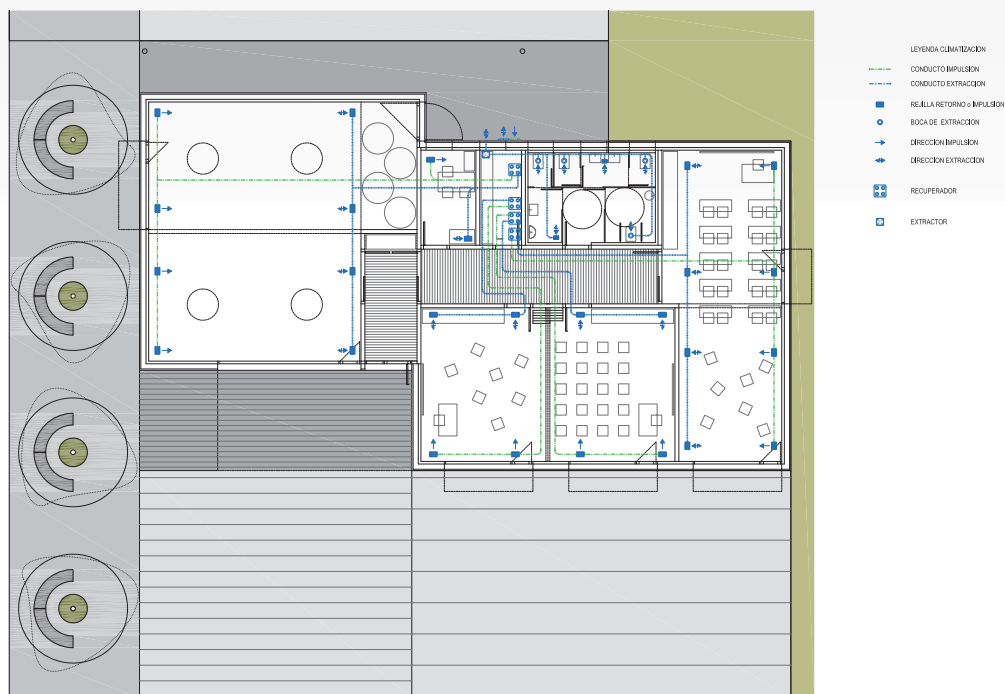 LEYENDA CLIMATIZACION
CONDUCTO IMPULSION
CONDUCTO EXTRACCION
REJILLA RETORNO o IMPULSION
BOCA DE EXTRACCION
DIRECCION IMPULSION
DIRECCION EXTRACCION
RECUPERADOR
EXTRACTOR